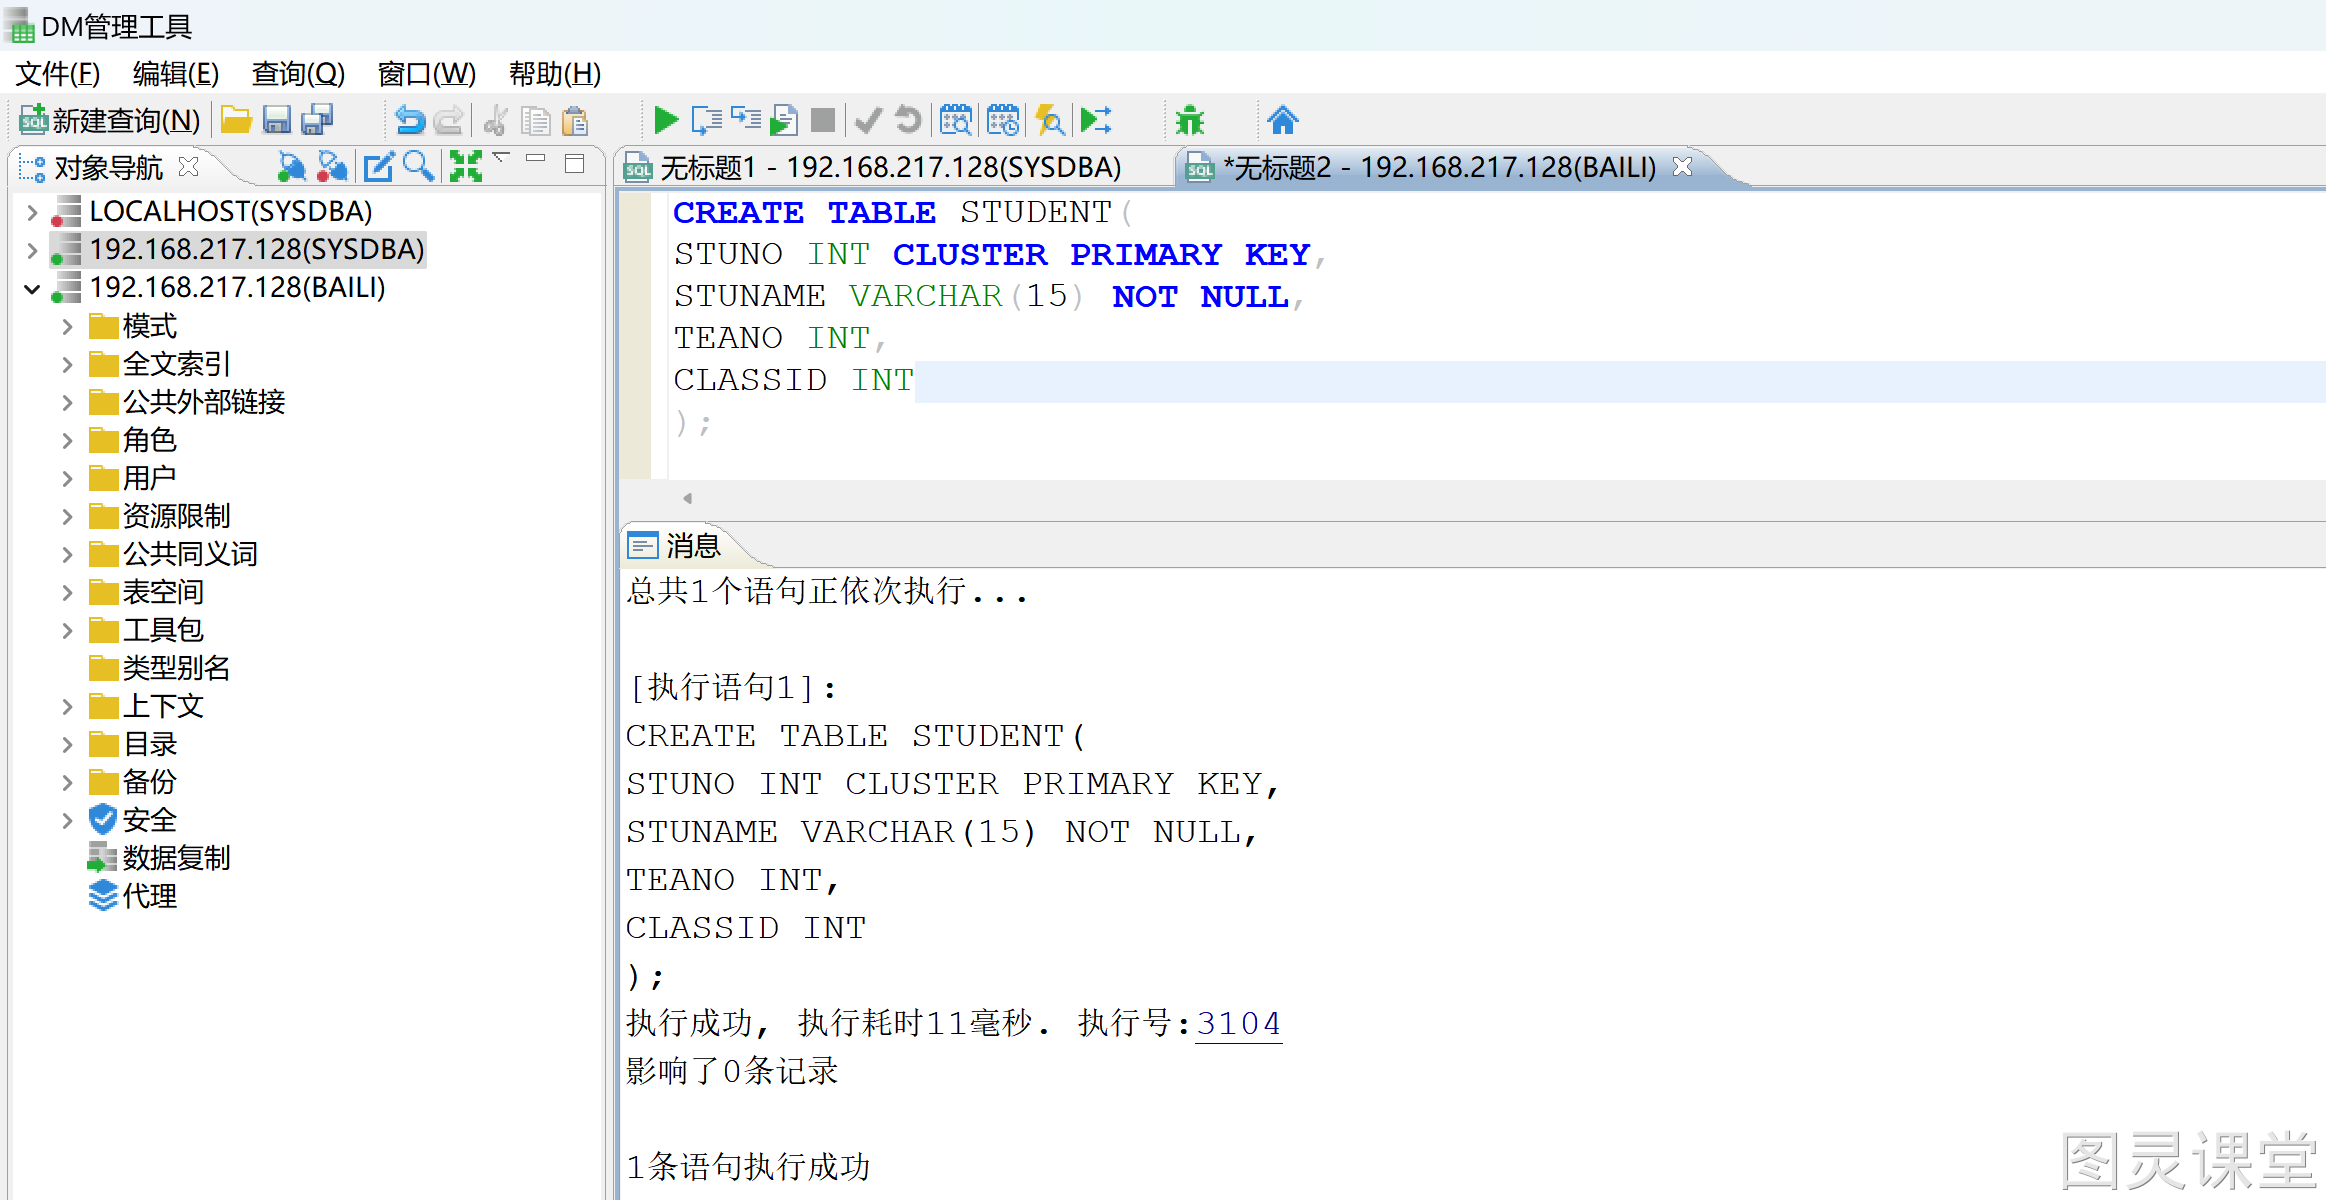 DM管理工具
文件(F) 编辑(E) 查询(Q) 窗口(W) 帮助(H)
新建查询(N)
对象导航
LOCALHOST(SYSDBA)
192.168.217.128(SYSDBA)
192.168.217.128(BAILI)
模式
全文索引
公共外部链接
角色
用户
资源限制
公共同义词
表空间
工具包
类型别名
上下文
目录
备份
安全
数据复制
代理
无标题1 - 192.168.217.128(SYSDBA)
*无标题2 - 192.168.217.128(BAILI)
CREATE TABLE STUDENT(
STUNO INT CLUSTER PRIMARY KEY,
STUNAME VARCHAR(15) NOT NULL,
TEANO INT,
CLASSID INT
);
消息
总共1个语句正依次执行...
[执行语句1]:
CREATE TABLE STUDENT(
STUNO INT CLUSTER PRIMARY KEY,
STUNAME VARCHAR(15) NOT NULL,
TEANO INT,
CLASSID INT
);
执行成功, 执行耗时11毫秒. 执行号:3104
影响了0条记录
1条语句执行成功
图灵课堂